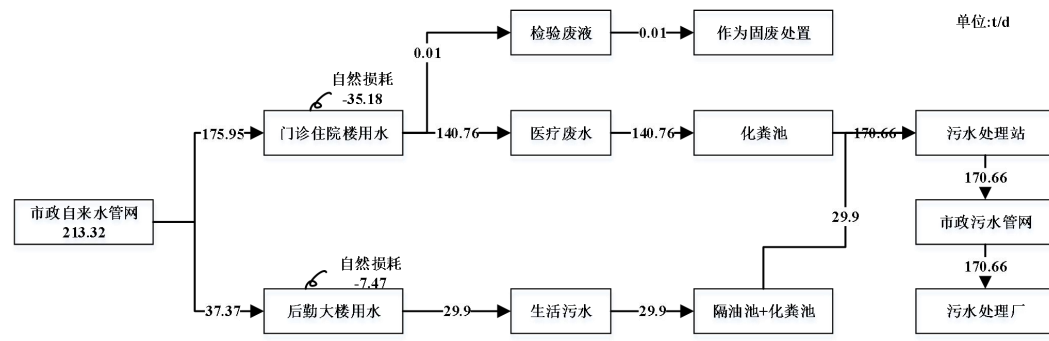 单位:t/d
检验废液
0.01
作为固废处置
0.01
自然损耗
-35.18
175.95
门诊住院楼用水
140.76
医疗废水
140.76
化粪池
170.66
污水处理站
170.66
市政自来水管网
213.32
29.9
市政污水管网
170.66
自然损耗
-7.47
37.37
后勤大楼用水
29.9
生活污水
29.9
隔油池+化粪池
污水处理厂